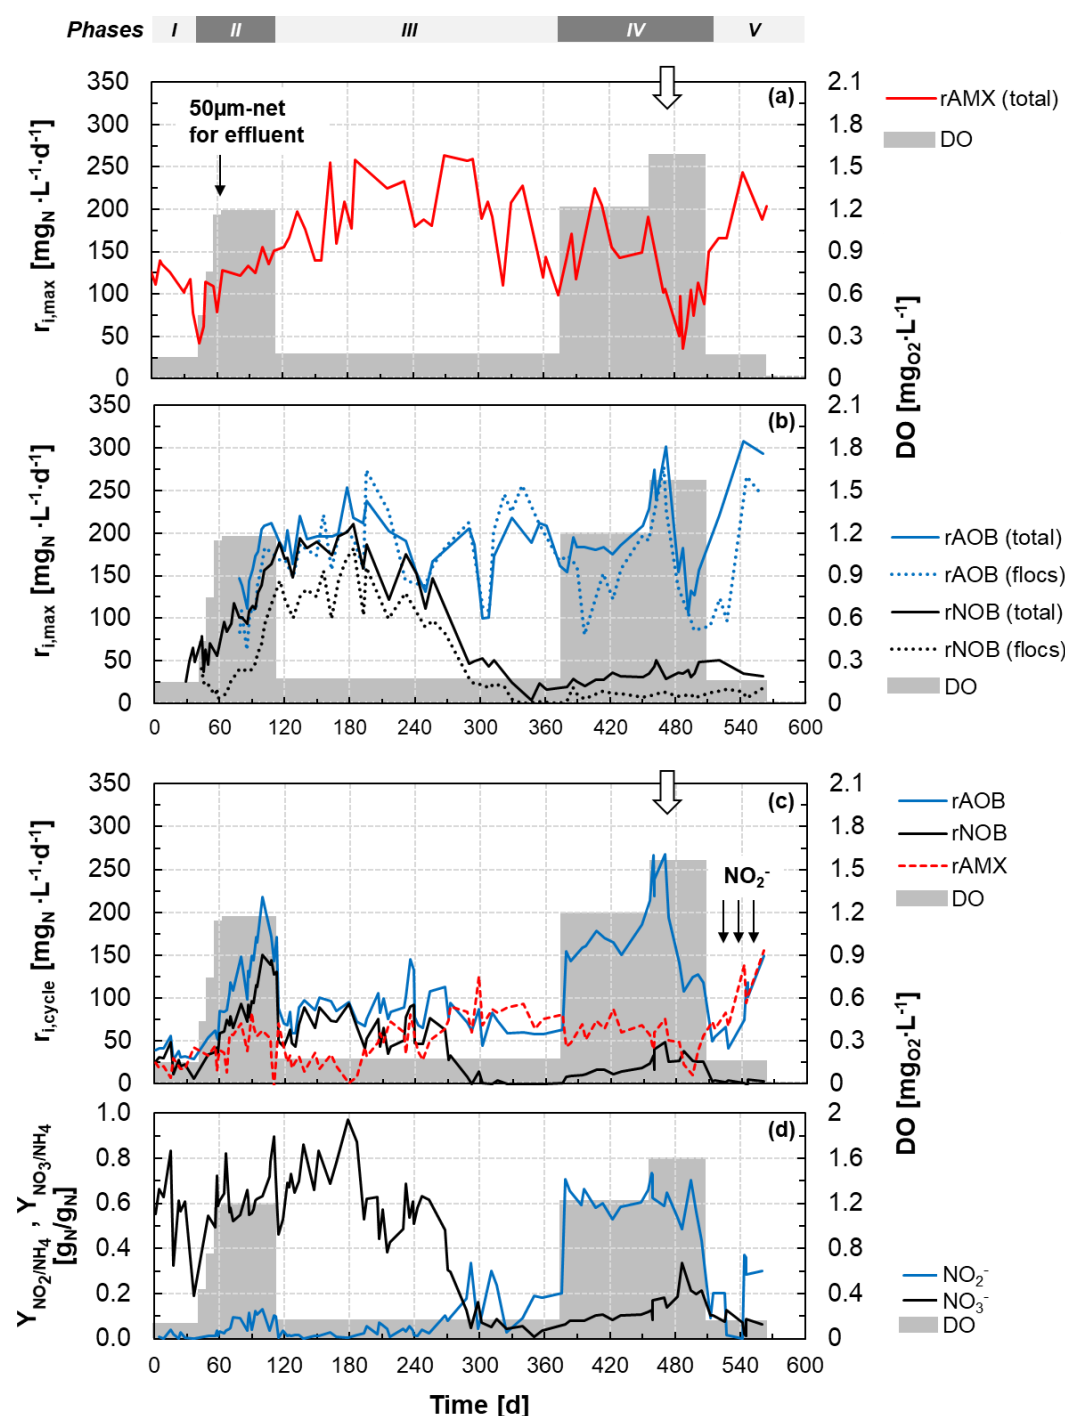 Phases I II III IV V
350 300 250 200 150 100 50 0
r_i,max [mg_N ·L⁻¹·d⁻¹]
50µm-net
for effluent
(a)
2.1 1.8 1.5 1.2 0.9 0.6 0.3 0
rAMX (total)
DO
350 300 250 200 150 100 50 0
r_i,max [mg_N ·L⁻¹·d⁻¹]
(b)
2.1 1.8 1.5 1.2 0.9 0.6 0.3 0
DO [mg_O2·L⁻¹]
rAOB (total)
rAOB (flocs)
rNOB (total)
rNOB (flocs)
DO
0 60 120 180 240 300 360 420 480 540 600
350 300 250 200 150 100 50 0
r_i,cycle [mg_N ·L⁻¹·d⁻¹]
(c)
NO₂⁻
2.1 1.8 1.5 1.2 0.9 0.6 0.3 0
rAOB
rNOB
rAMX
DO
DO [mg_O2·L⁻¹]
1.0 0.8 0.6 0.4 0.2 0.0
Y_NO2/NH4 , Y_NO3/NH4
[g_N/g_N]
(d)
2 1.6 1.2 0.8 0.4 0
NO₂⁻
NO₃⁻
DO
0 60 120 180 240 300 360 420 480 540 600
Time [d]